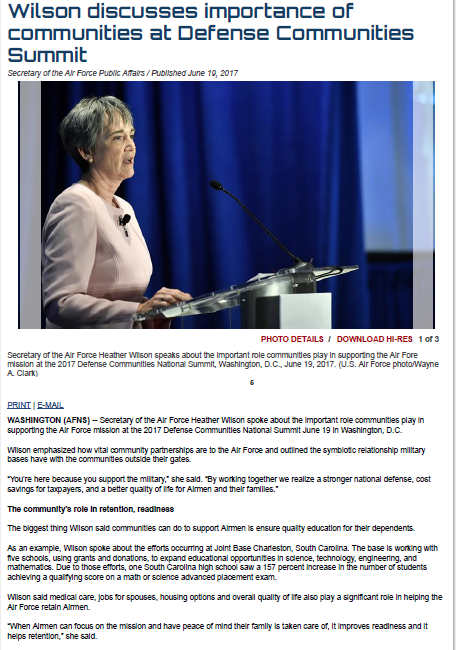 Wilson discusses importance of
communities at Defense Communities
Summit
Secretary of the Air Force Public Affairs / Published June 19, 2017
PHOTO DETAILS / DOWNLOAD HI-RES 1 of 3
Secretary of the Air Force Heather Wilson speaks about the important role communities play in supporting the Air Fore
mission at the 2017 Defense Communities National Summit, Washington, D.C., June 19, 2017. (U.S. Air Force photo/Wayne
A. Clark)
5
PRINT | E-MAIL
WASHINGTON (AFNS) -- Secretary of the Air Force Heather Wilson spoke about the important role communities play in
supporting the Air Force mission at the 2017 Defense Communities National Summit June 19 in Washington, D.C.
Wilson emphasized how vital community partnerships are to the Air Force and outlined the symbiotic relationship military
bases have with the communities outside their gates.
"You're here because you support the military," she said. "By working together we realize a stronger national defense, cost
savings for taxpayers, and a better quality of life for Airmen and their families."
The community's role in retention, readiness
The biggest thing Wilson said communities can do to support Airmen is ensure quality education for their dependents.
As an example, Wilson spoke about the efforts occurring at Joint Base Charleston, South Carolina. The base is working with
five schools, using grants and donations, to expand educational opportunities in science, technology, engineering, and
mathematics. Due to those efforts, one South Carolina high school saw a 157 percent increase in the number of students
achieving a qualifying score on a math or science advanced placement exam.
Wilson said medical care, jobs for spouses, housing options and overall quality of life also play a significant role in helping the
Air Force retain Airmen.
"When Airmen can focus on the mission and have peace of mind their family is taken care of, it improves readiness and it
helps retention," she said.